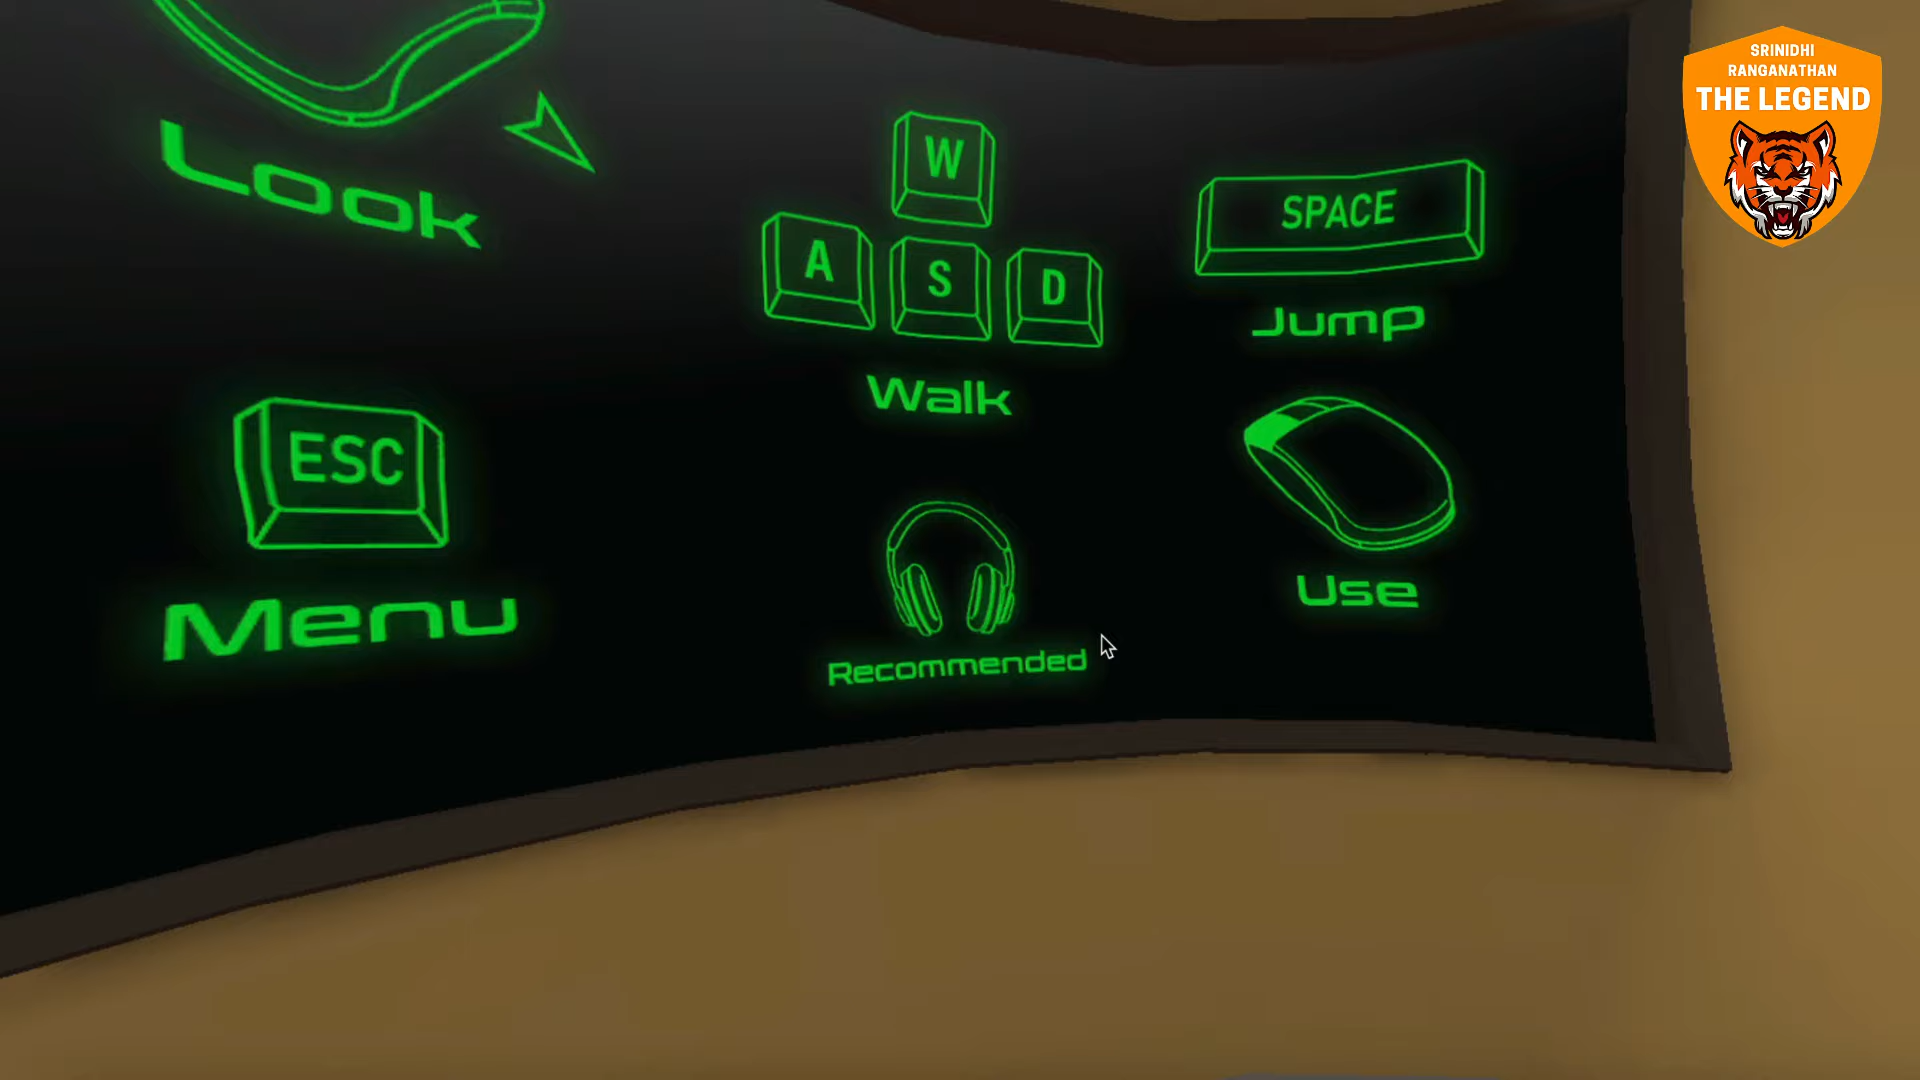 SRINIDHI
RANGANATHAN
THE LEGEND
Look
W
A
S
D
Walk
SPACE
Jump
ESC
Menu
Recommended
Use